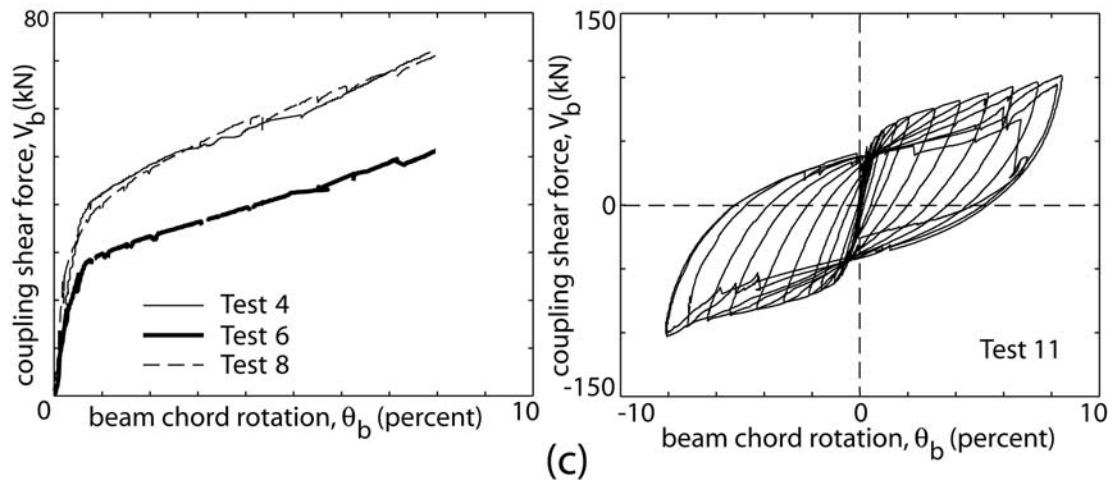 80
coupling shear force, V_b(kN)
Test 4
Test 6
Test 8
0
10
beam chord rotation, θ_b (percent)
150
coupling shear force, V_b(kN)
0
Test 11
-150
-10
0
10
beam chord rotation, θ_b (percent)
(c)